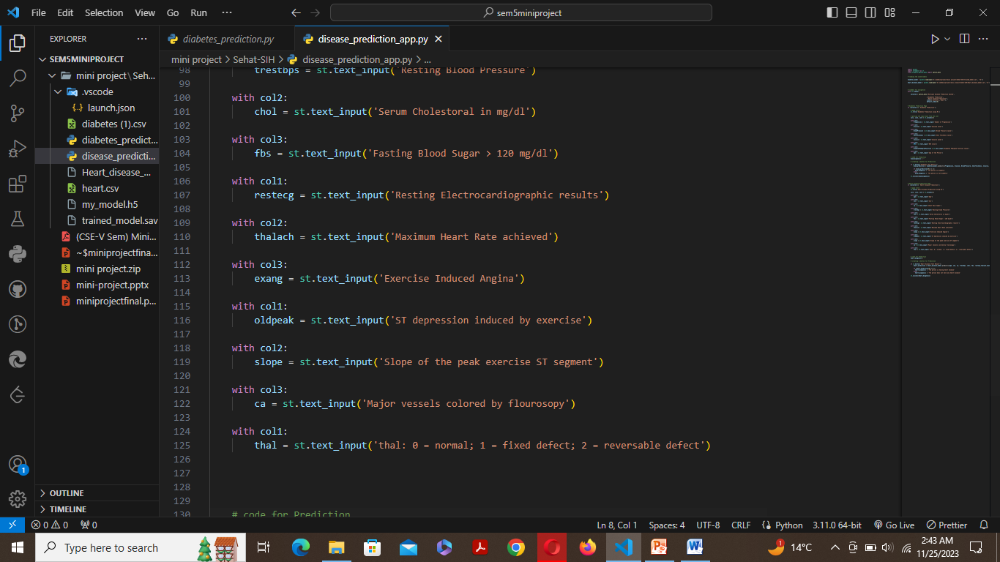 File Edit Selection View Go Run ··· sem5miniproject
EXPLORER ···
SEM5MINIPROJECT
mini project \ Seh...
.vscode
launch.json
diabetes (1).csv
diabetes_predict...
disease_predicti...
Heart_disease_...
heart.csv
my_model.h5
trained_model.sav
(CSE-V Sem) Mini...
~$miniprojectfina...
mini project.zip
mini-project.pptx
miniprojectfinal.p...
OUTLINE
TIMELINE
diabetes_prediction.py disease_prediction_app.py
mini project > Sehat-SIH > disease_prediction_app.py > ...
98 trestbps = st.text_input('Resting Blood Pressure')
99
100 with col2:
101 chol = st.text_input('Serum Cholestoral in mg/dl')
102
103 with col3:
104 fbs = st.text_input('Fasting Blood Sugar > 120 mg/dl')
105
106 with col1:
107 restecg = st.text_input('Resting Electrocardiographic results')
108
109 with col2:
110 thalach = st.text_input('Maximum Heart Rate achieved')
111
112 with col3:
113 exang = st.text_input('Exercise Induced Angina')
114
115 with col1:
116 oldpeak = st.text_input('ST depression induced by exercise')
117
118 with col2:
119 slope = st.text_input('Slope of the peak exercise ST segment')
120
121 with col3:
122 ca = st.text_input('Major vessels colored by flourosopy')
123
124 with col1:
125 thal = st.text_input('thal: 0 = normal; 1 = fixed defect; 2 = reversable defect')
126
127
128
129
130 # code for Prediction
1
0 0 0 Ln 8, Col 1 Spaces: 4 UTF-8 CRLF Python 3.11.0 64-bit Go Live Prettier
Type here to search 1 14°C 2:43 AM
11/25/2023